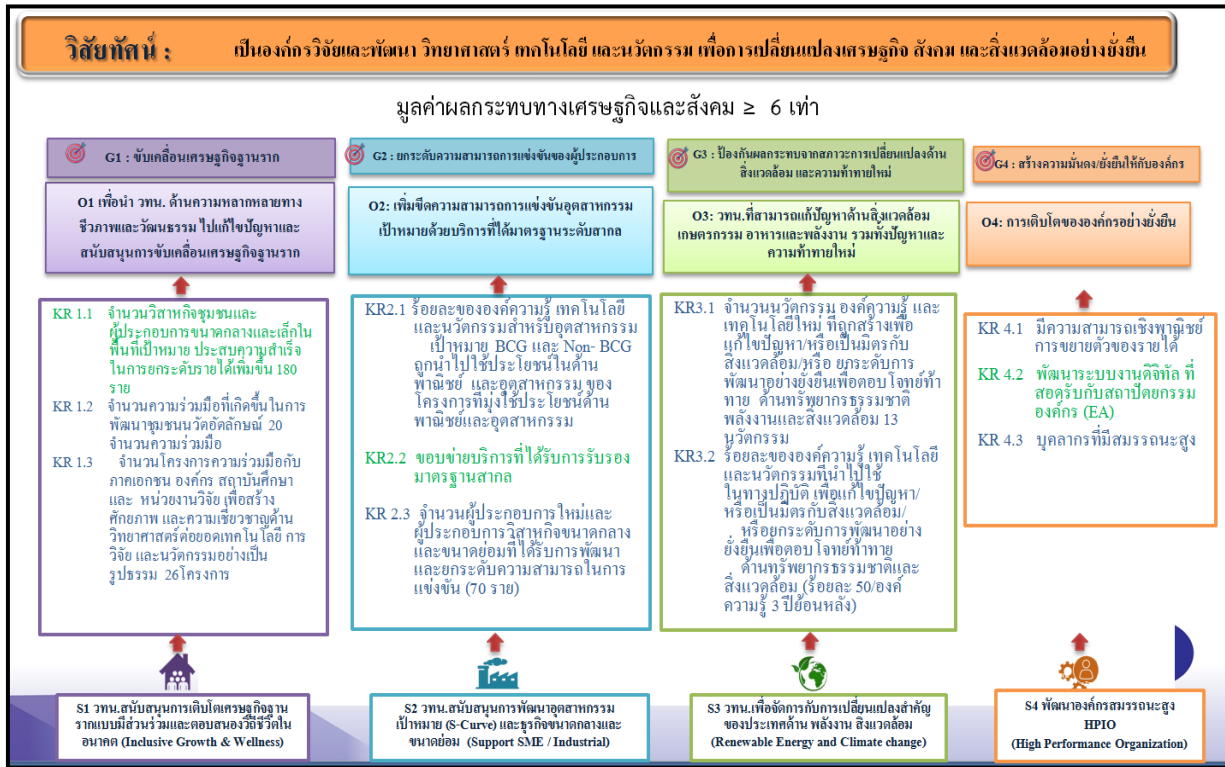 วิสัยทัศน์ :
เป็นองค์กรวิจัยและพัฒนา วิทยาศาสตร์ เทคโนโลยี และนวัตกรรม เพื่อการเปลี่ยนแปลงเศรษฐกิจ สังคม และสิ่งแวดล้อมอย่างยั่งยืน
มูลค่าผลกระทบทางเศรษฐกิจและสังคม ≥ 6 เท่า
G1 : ขับเคลื่อนเศรษฐกิจฐานราก
O1 เพื่อนำ วทน. ด้านความหลากหลายทาง
ชีวภาพและวัฒนธรรม ไปแก้ไขปัญหาและ
สนับสนุนการขับเคลื่อนเศรษฐกิจฐานราก
KR 1.1 จำนวนวิสาหกิจชุมชนและ
ผู้ประกอบการขนาดกลางและเล็กใน
พื้นที่เป้าหมาย ประสบความสำเร็จ
ในการยกระดับรายได้เพิ่มขึ้น 180
ราย
KR 1.2 จำนวนความร่วมมือที่เกิดขึ้นในการ
พัฒนาชุมชนนวัตอัตลักษณ์ 20
จำนวนความร่วมมือ
KR 1.3 จำนวนโครงการความร่วมมือกับ
ภาคเอกชน องค์กร สถาบันศึกษา
และ หน่วยงานวิจัย เพื่อสร้าง
ศักยภาพ และความเชี่ยวชาญด้าน
วิทยาศาสตร์ต่อยอดเทคโนโลยี การ
วิจัย และนวัตกรรมอย่างเป็น
รูปธรรม 26โครงการ
S1 วทน.สนับสนุนการเติบโตเศรษฐกิจฐาน
รากแบบมีส่วนร่วมและตอบสนองวิถีชีวิตใน
อนาคต (Inclusive Growth & Wellness)
G2 : ยกระดับความสามารถการแข่งขันของผู้ประกอบการ
O2: เพิ่มขีดความสามารถการแข่งขันอุตสาหกรรม
เป้าหมายด้วยบริการที่ได้มาตรฐานระดับสากล
KR2.1 ร้อยละขององค์ความรู้ เทคโนโลยี
และนวัตกรรมสำหรับอุตสาหกรรม
เป้าหมาย BCG และ Non- BCG
ถูกนำไปใช้ประโยชน์ในด้าน
พาณิชย์ และอุตสาหกรรม ของ
โครงการที่มุ่งใช้ประโยชน์ด้าน
พาณิชย์และอุตสาหกรรม
KR2.2 ขอบข่ายบริการที่ได้รับการรับรอง
มาตรฐานสากล
KR 2.3 จำนวนผู้ประกอบการใหม่และ
ผู้ประกอบการวิสาหกิจขนาดกลาง
และขนาดย่อมที่ได้รับการพัฒนา
และยกระดับความสามารถในการ
แข่งขัน (70 ราย)
S2 วทน.สนับสนุนการพัฒนาอุตสาหกรรม
เป้าหมาย (S-Curve) และธุรกิจขนาดกลางและ
ขนาดย่อม (Support SME / Industrial)
G3 : ป้องกันผลกระทบจากสภาวะการเปลี่ยนแปลงด้าน
สิ่งแวดล้อม และความท้าทายใหม่
O3: วทน.ที่สามารถแก้ปัญหาด้านสิ่งแวดล้อม
เกษตรกรรม อาหารและพลังงาน รวมทั้งปัญหาและ
ความท้าทายใหม่
KR3.1 จำนวนนวัตกรรม องค์ความรู้ และ
เทคโนโลยีใหม่ ที่ถูกสร้างเพื่อ
แก้ไขปัญหา/หรือเป็นมิตรกับ
สิ่งแวดล้อม/หรือ ยกระดับการ
พัฒนาอย่างยั่งยืนเพื่อตอบโจทย์ท้า
ทาย ด้านทรัพยากรธรรมชาติ
พลังงานและสิ่งแวดล้อม 13
นวัตกรรม
KR3.2 ร้อยละขององค์ความรู้ เทคโนโลยี
และนวัตกรรมที่นำไปใช้
ในทางปฏิบัติ เพื่อแก้ไขปัญหา/
หรือเป็นมิตรกับสิ่งแวดล้อม/
หรือยกระดับการพัฒนาอย่าง
ยั่งยืนเพื่อตอบโจทย์ท้าทาย
ด้านทรัพยากรธรรมชาติและ
สิ่งแวดล้อม (ร้อยละ 50/องค์
ความรู้ 3 ปีย้อนหลัง)
S3 วทน.เพื่อจัดการกับการเปลี่ยนแปลงสำคัญ
ของประเทศด้าน พลังงาน สิ่งแวดล้อม
(Renewable Energy and Climate change)
G4 : สร้างความมั่นคง/ยั่งยืนให้กับองค์กร
O4: การเติบโตขององค์กรอย่างยั่งยืน
KR 4.1 มีความสามารถเชิงพาณิชย์
การขยายตัวของรายได้
KR 4.2 พัฒนาระบบงานดิจิทัล ที่
สอดรับกับสถาปัตยกรรม
องค์กร (EA)
KR 4.3 บุคลากรที่มีสมรรถนะสูง
S4 พัฒนาองค์กรสมรรถนะสูง
HPIO
(High Performance Organization)